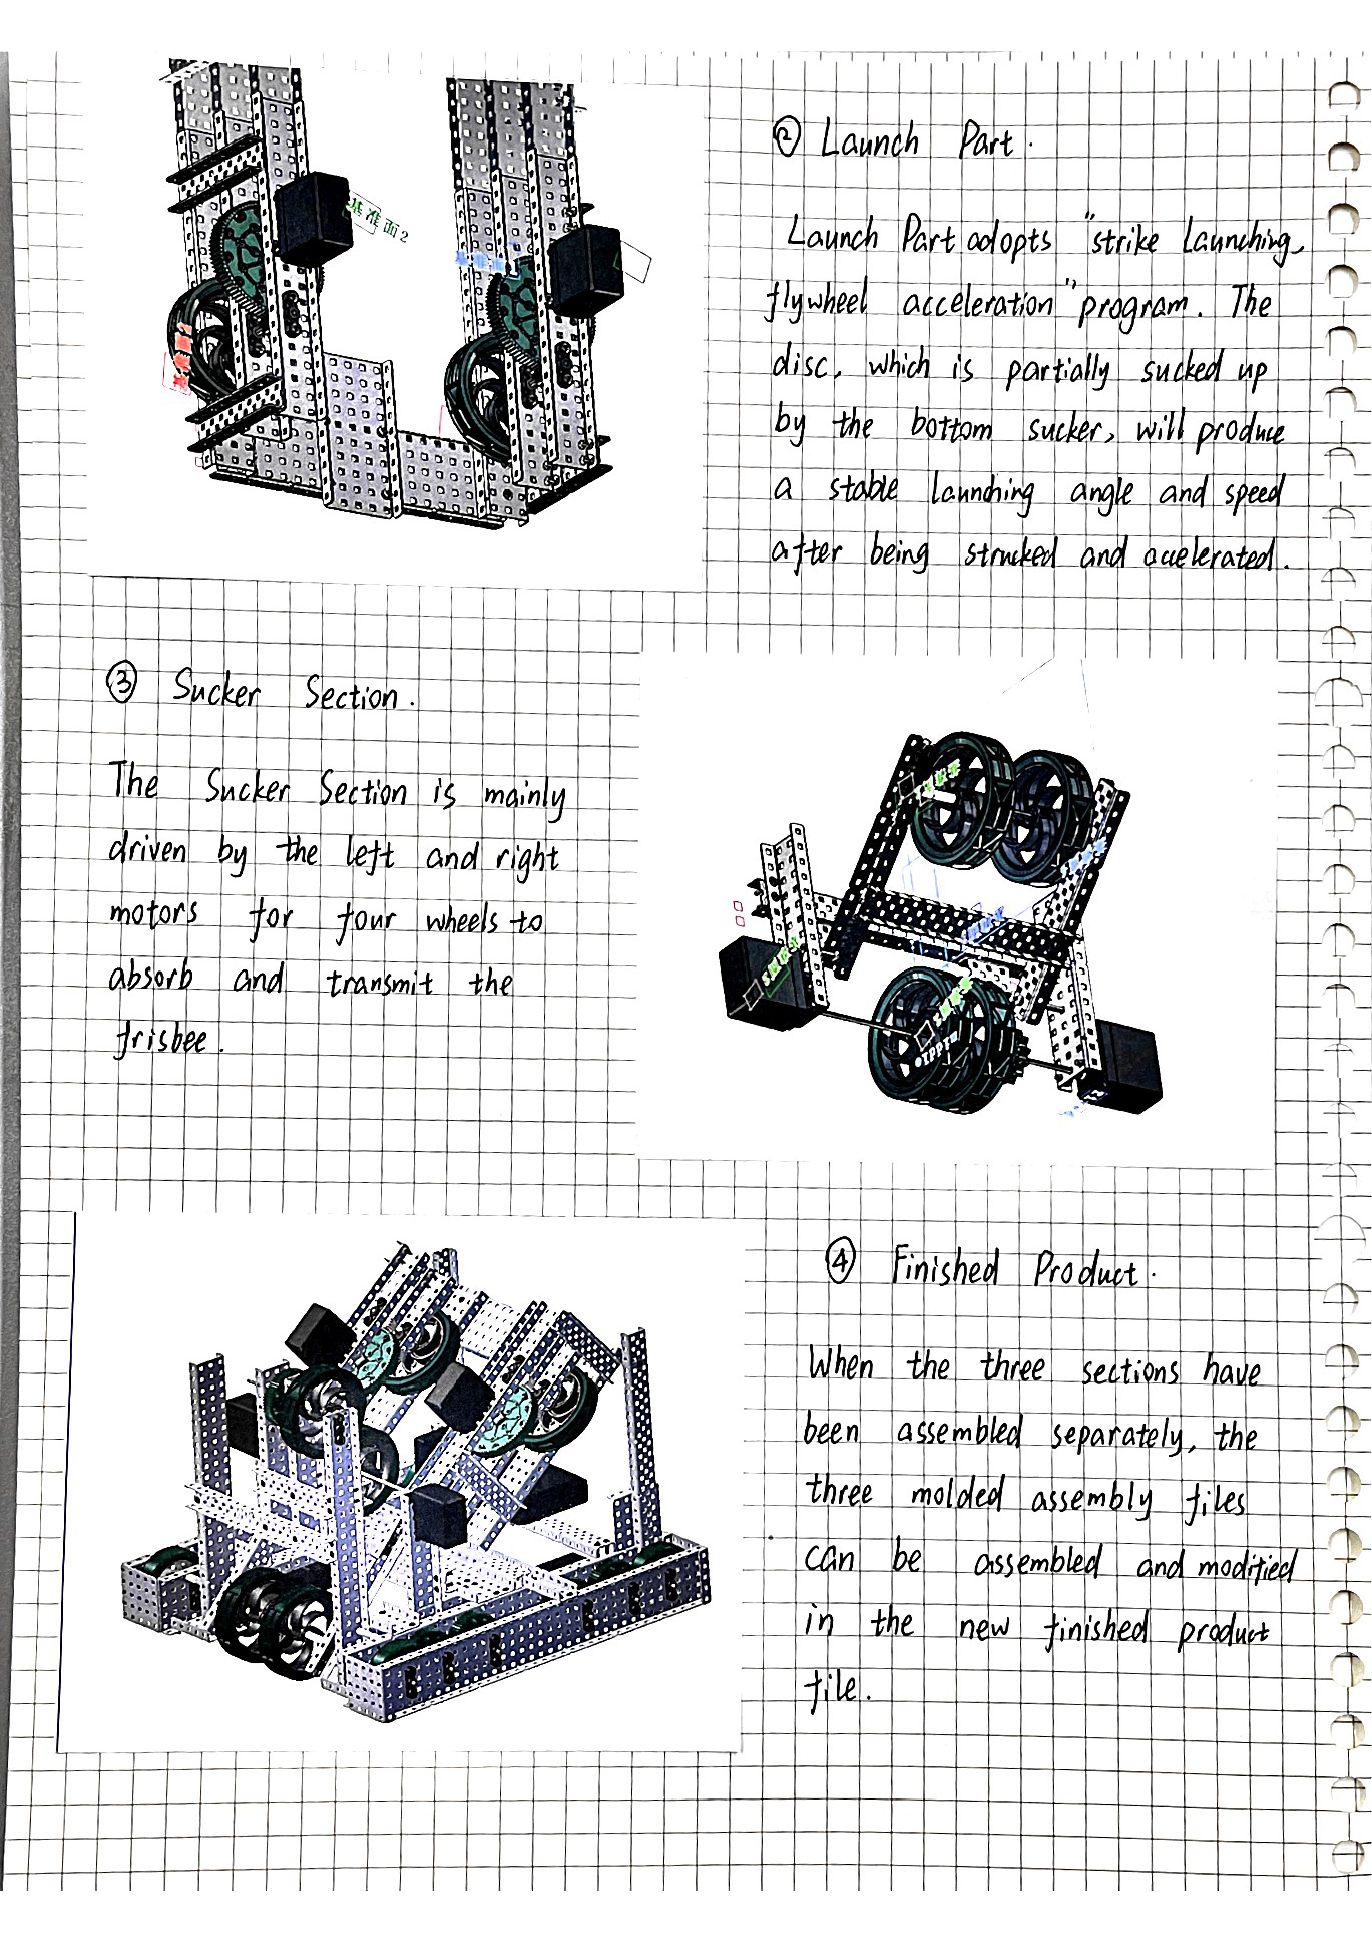 ② Launch Part.
Launch Part adopts "strike launching,
flywheel acceleration" program. The
disc, which is partially sucked up
by the bottom sucker, will produce
a stable launching angle and speed
after being strucked and accelerated.
基准面2
③ Sucker Section.
The Sucker Section is mainly
driven by the left and right
motors for four wheels to
absorb and transmit the
frisbee.
④ Finished Product.
When the three sections have
been assembled separately, the
three molded assembly files
can be assembled and modified
in the new finished product
file.